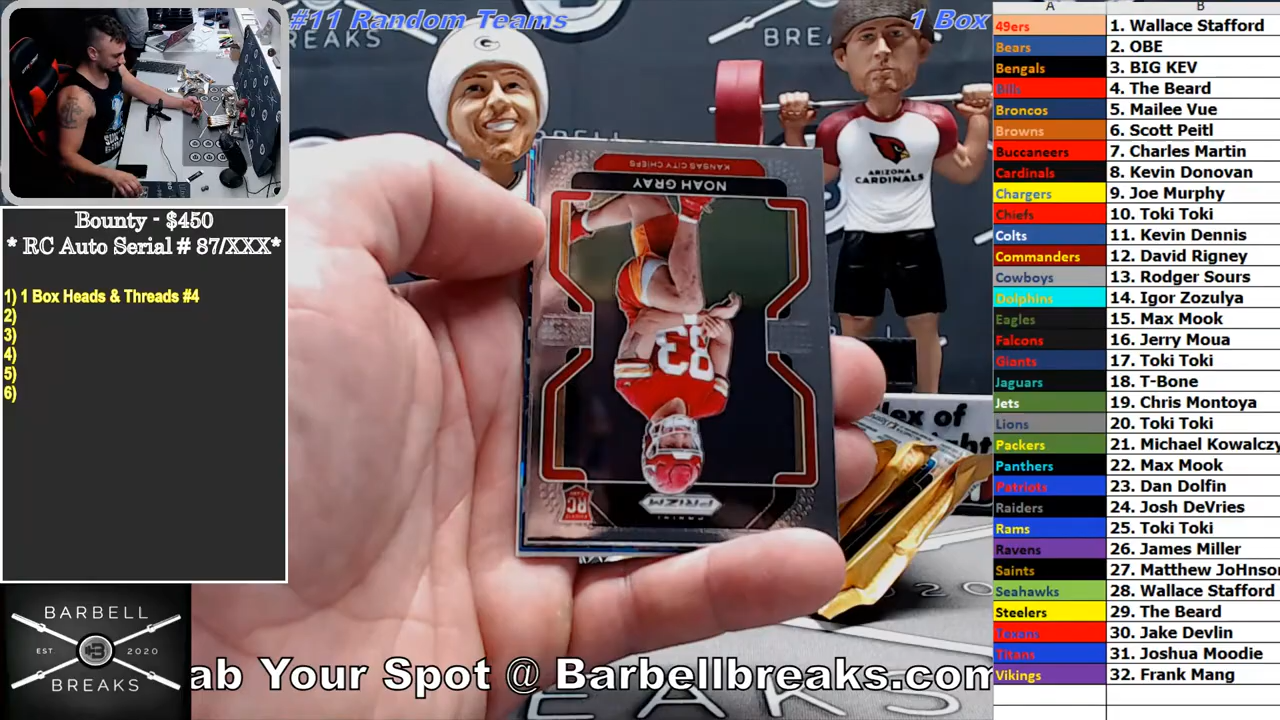 #11 Random Teams
1 Box
BREAKS
BRE
ARIZONA
CARDINALS
KANSAS CITY CHIEFS
NOAH GRAY
83
RC
PRIZM
PANINI
lex of
ght
Bounty - $450
* RC Auto Serial # 87/XXX*
1) 1 Box Heads & Threads #4
2)
3)
4)
5)
6)
BARBELL
EST 2020
BREAKS
ab Your Spot @ Barbellbreaks.com
A B
49ers 1. Wallace Stafford
Bears 2. OBE
Bengals 3. BIG KEV
Bills 4. The Beard
Broncos 5. Mailee Vue
Browns 6. Scott Peitl
Buccaneers 7. Charles Martin
Cardinals 8. Kevin Donovan
Chargers 9. Joe Murphy
Chiefs 10. Toki Toki
Colts 11. Kevin Dennis
Commanders 12. David Rigney
Cowboys 13. Rodger Sours
Dolphins 14. Igor Zozulya
Eagles 15. Max Mook
Falcons 16. Jerry Moua
Giants 17. Toki Toki
Jaguars 18. T-Bone
Jets 19. Chris Montoya
Lions 20. Toki Toki
Packers 21. Michael Kowalczy
Panthers 22. Max Mook
Patriots 23. Dan Dolfin
Raiders 24. Josh DeVries
Rams 25. Toki Toki
Ravens 26. James Miller
Saints 27. Matthew JoHnso
Seahawks 28. Wallace Stafford
Steelers 29. The Beard
Texans 30. Jake Devlin
Titans 31. Joshua Moodie
Vikings 32. Frank Mang